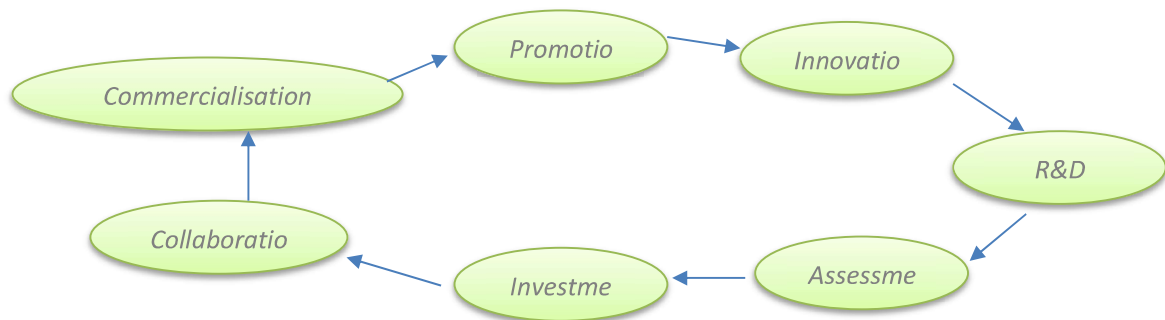 Promotio
Innovatio
Commercialisation
R&D
Collaboratio
Assessme
Investme